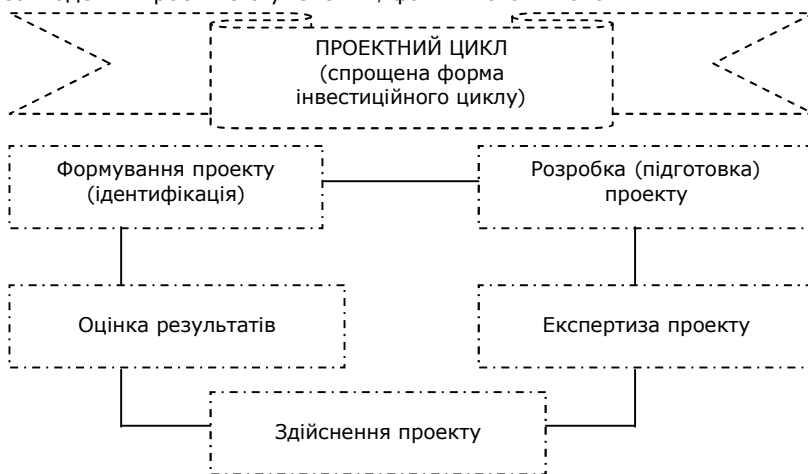 ПРОЕКТНИЙ ЦИКЛ
(спрощена форма
інвестиційного циклу)
Формування проекту
(ідентифікація)
Розробка (підготовка)
проекту
Оцінка результатів
Експертиза проекту
Здійснення проекту